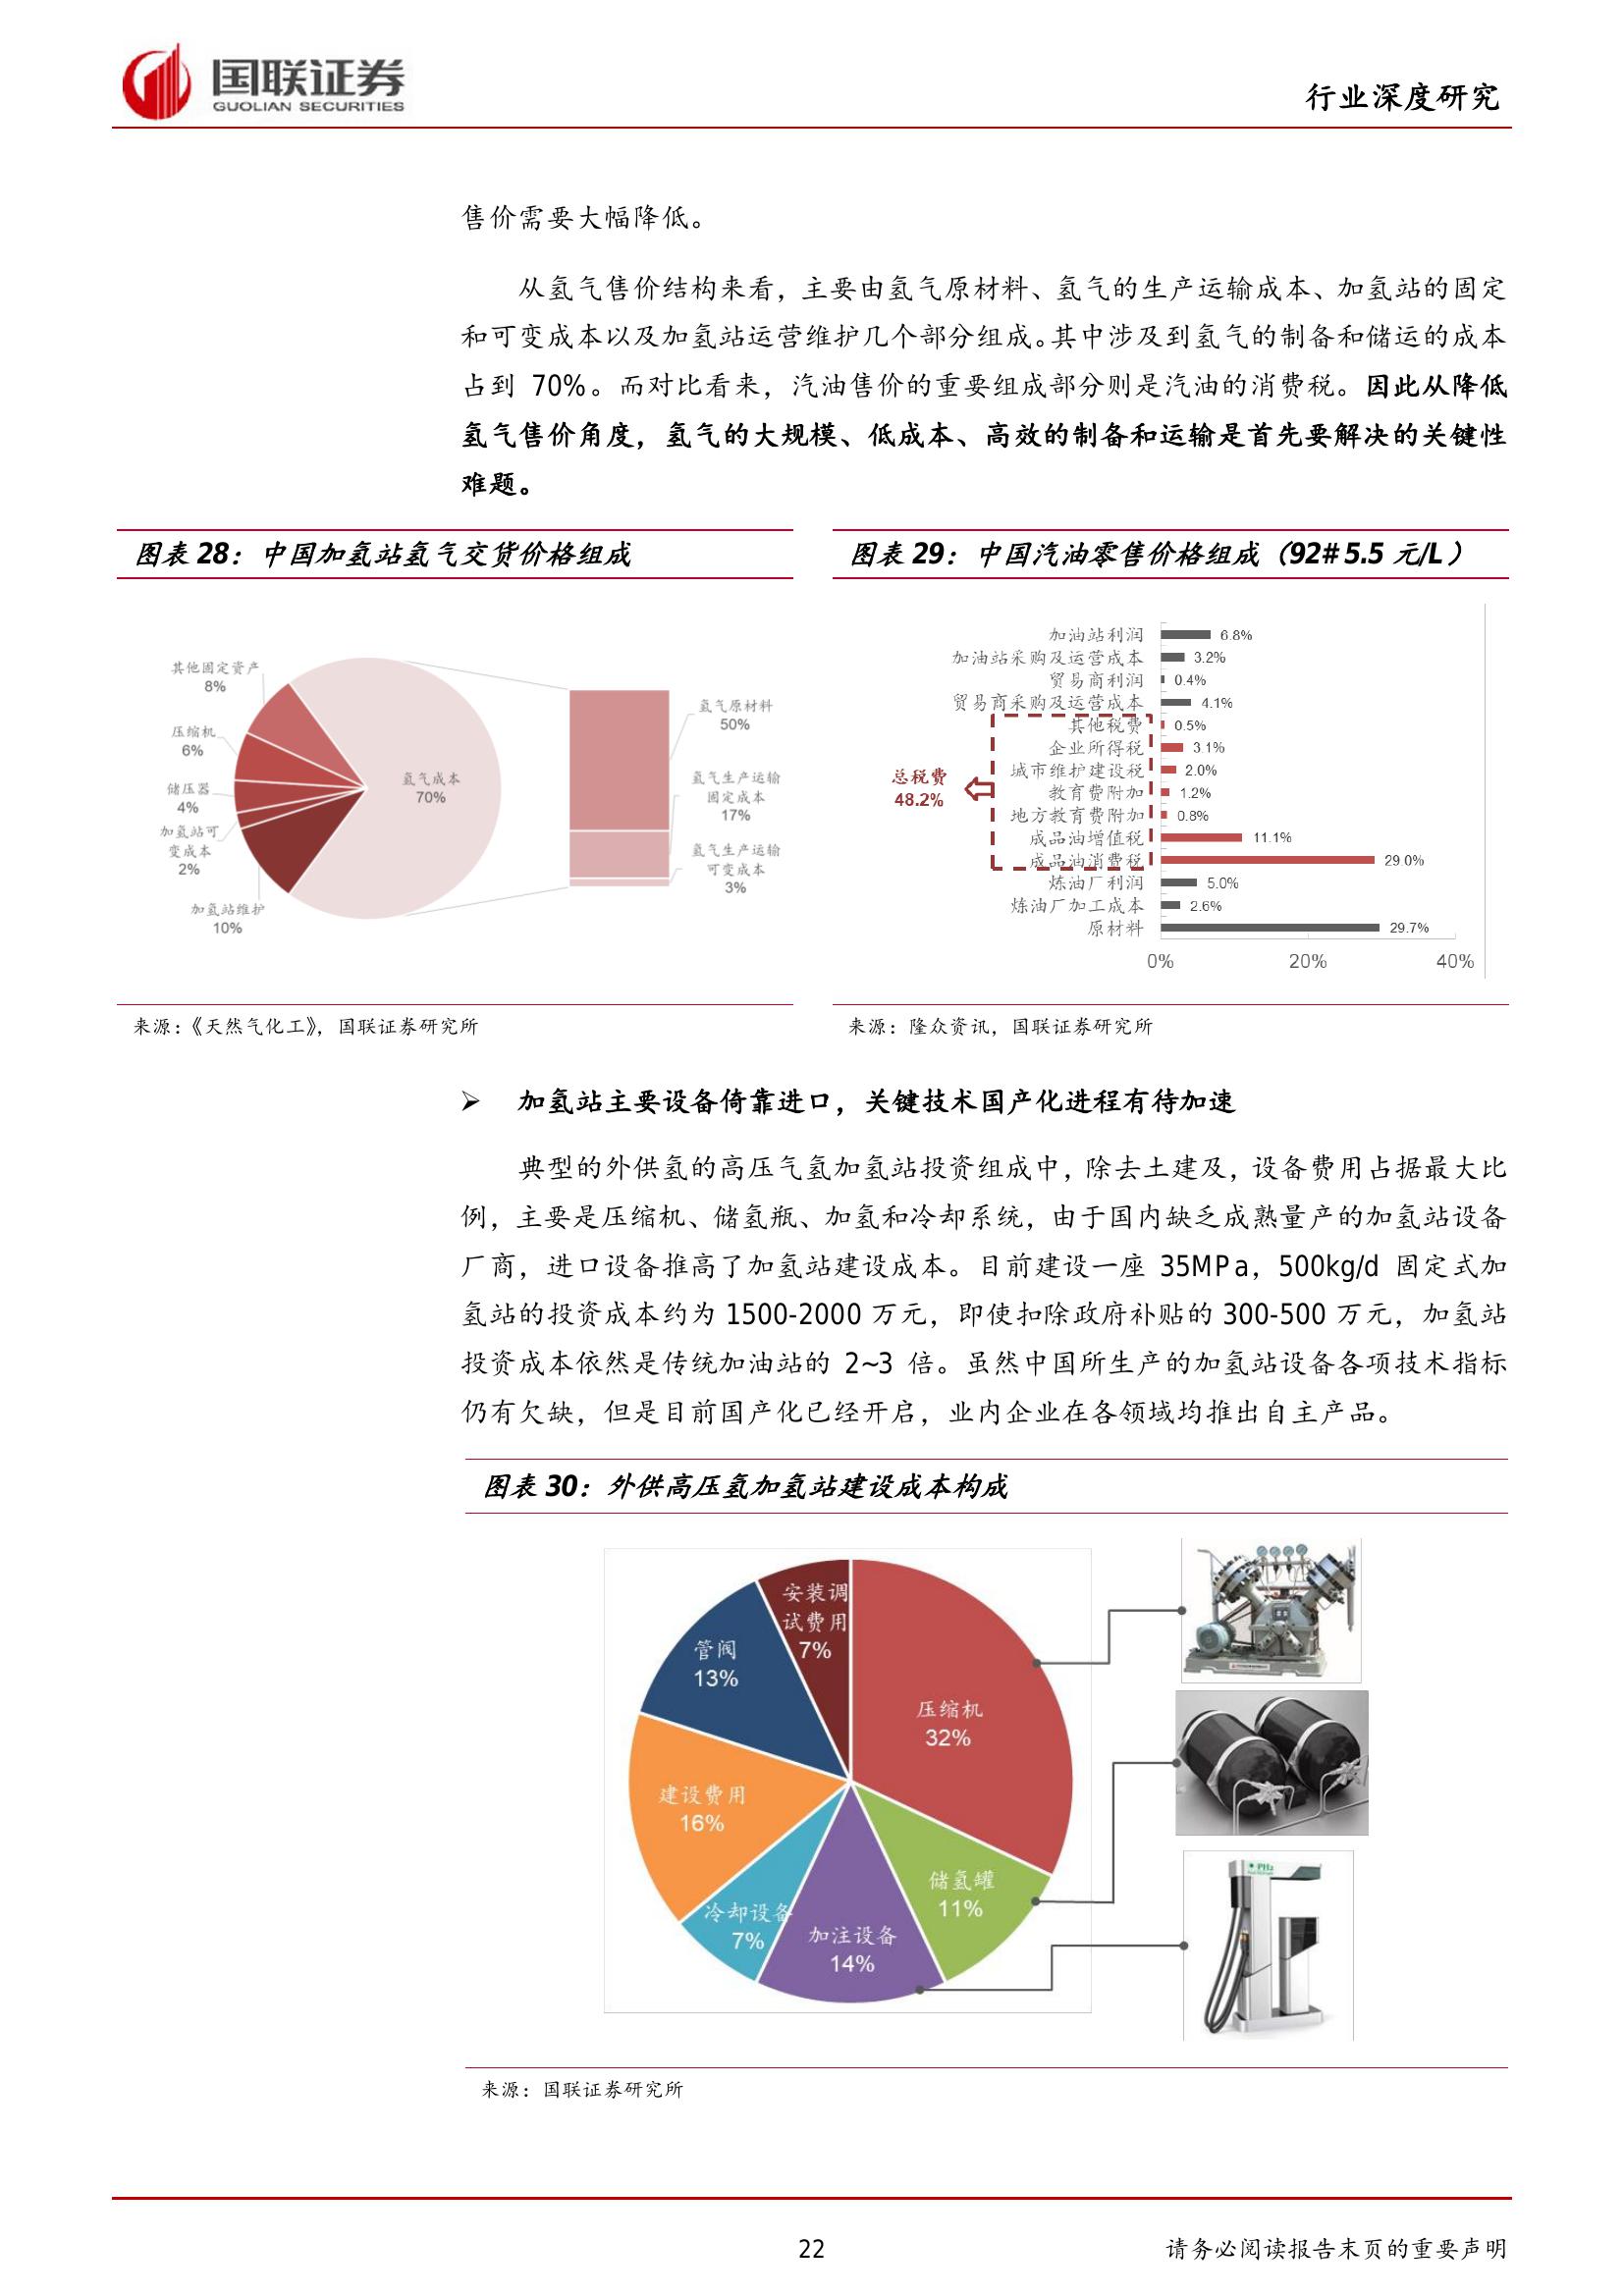 国联证券
GUOLIAN SECURITIES
行业深度研究
售价需要大幅降低。
从氢气售价结构来看，主要由氢气原材料、氢气的生产运输成本、加氢站的固定
和可变成本以及加氢站运营维护几个部分组成。其中涉及到氢气的制备和储运的成本
占到 70%。而对比看来，汽油售价的重要组成部分则是汽油的消费税。因此从降低
氢气售价角度，氢气的大规模、低成本、高效的制备和运输是首先要解决的关键性
难题。
图表 28：中国加氢站氢气交货价格组成
其他固定资产
8%
压缩机
6%
储压器
4%
加氢站可
变成本
2%
加氢站维护
10%
氢气成本
70%
氢气原材料
50%
氢气生产运输
固定成本
17%
氢气生产运输
可变成本
3%
来源：《天然气化工》，国联证券研究所
图表 29：中国汽油零售价格组成（92# 5.5 元/L）
加油站利润 6.8%
加油站采购及运营成本 3.2%
贸易商利润 0.4%
贸易商采购及运营成本 4.1%
其他税费 0.5%
企业所得税 3.1%
城市维护建设税 2.0%
教育费附加 1.2%
地方教育费附加 0.8%
成品油增值税 11.1%
成品油消费税 29.0%
炼油厂利润 5.0%
炼油厂加工成本 2.6%
原材料 29.7%
总税费
48.2%
0% 20% 40%
来源：隆众资讯，国联证券研究所
➢ 加氢站主要设备倚靠进口，关键技术国产化进程有待加速
典型的外供氢的高压气氢加氢站投资组成中，除去土建及，设备费用占据最大比
例，主要是压缩机、储氢瓶、加氢和冷却系统，由于国内缺乏成熟量产的加氢站设备
厂商，进口设备推高了加氢站建设成本。目前建设一座 35MPa，500kg/d 固定式加
氢站的投资成本约为 1500-2000 万元，即使扣除政府补贴的 300-500 万元，加氢站
投资成本依然是传统加油站的 2~3 倍。虽然中国所生产的加氢站设备各项技术指标
仍有欠缺，但是目前国产化已经开启，业内企业在各领域均推出自主产品。
图表 30：外供高压氢加氢站建设成本构成
安装调
试费用
7%
管阀
13%
压缩机
32%
建设费用
16%
储氢罐
11%
冷却设备
7%
加注设备
14%
PH₂
来源：国联证券研究所
22
请务必阅读报告末页的重要声明